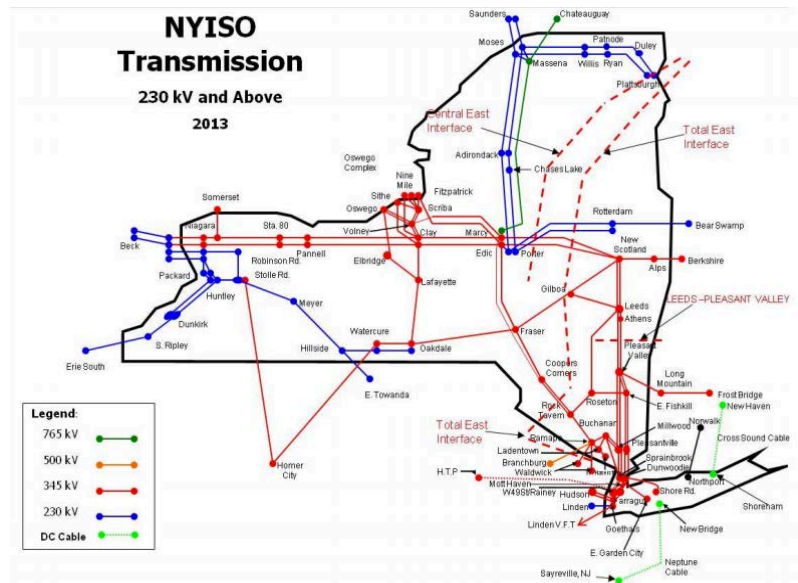 NYISO
Transmission
230 kV and Above
2013
Saunders
Chateauguay
Moses
Massena
Patnode
Duley
Willis
Ryan
Plattsburgh
Central East
Interface
Total East
Interface
Adirondack
Chases Lake
Oswego
Complex
Nine
Mile
Fitzpatrick
Sithe
Scriba
Oswego
Volney
Somerset
Niagara
Sta. 80
Clay
Marcy
Rotterdam
Bear Swamp
Beck
Pannell
Edic
Porter
New
Scotland
Robinson Rd.
Stolle Rd.
Elbridge
Alps
Berkshire
Packard
Huntley
Lafayette
Gilboa
Meyer
Leeds
LEEDS –PLEASANT VALLEY
Athens
Dunkirk
Watercure
Fraser
Pleasant
Valley
S. Ripley
Hillside
Oakdale
Erie South
Coopers
Corners
Long
Mountain
E. Towanda
Rock
Tavern
Roseton
E. Fishkill
Frost Bridge
New Haven
Legend:
765 kV
500 kV
345 kV
230 kV
DC Cable
Buchanan
Millwood
Norwalk
Total East
Interface
Ramapo
Ladentown
Pleasantville
Cross Sound Cable
Branchburg
Waldwick
Sprainbrook
Dunwoodie
Homer
City
H.T.P
Mott Haven
W49St/Rainey
Northport
Shore Rd.
Shoreham
Hudson
Farragut
Linden
Linden V.F.T
Goethals
New Bridge
E. Garden City
Neptune
Cable
Sayreville, NJ